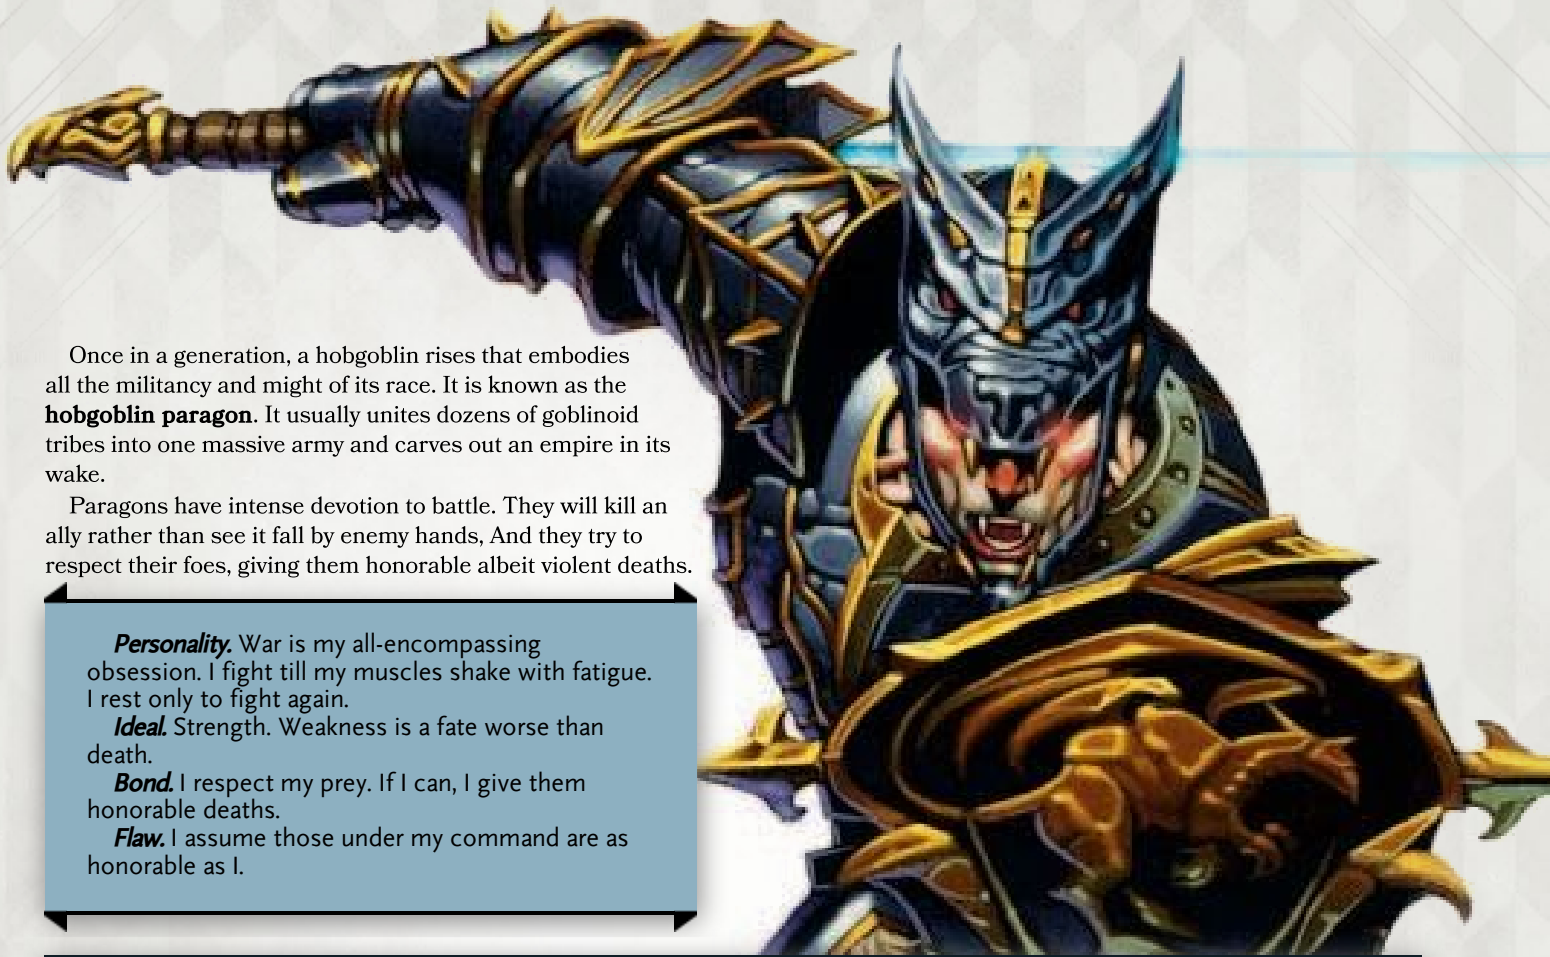 Once in a generation, a hobgoblin rises that embodies
all the militancy and might of its race. It is known as the
hobgoblin paragon. It usually unites dozens of goblinoid
tribes into one massive army and carves out an empire in its
wake.
Paragons have intense devotion to battle. They will kill an
ally rather than see it fall by enemy hands, And they try to
respect their foes, giving them honorable albeit violent deaths.
Personality. War is my all-encompassing
obsession. I fight till my muscles shake with fatigue.
I rest only to fight again.
Ideal. Strength. Weakness is a fate worse than
death.
Bond. I respect my prey. If I can, I give them
honorable deaths.
Flaw. I assume those under my command are as
honorable as I.